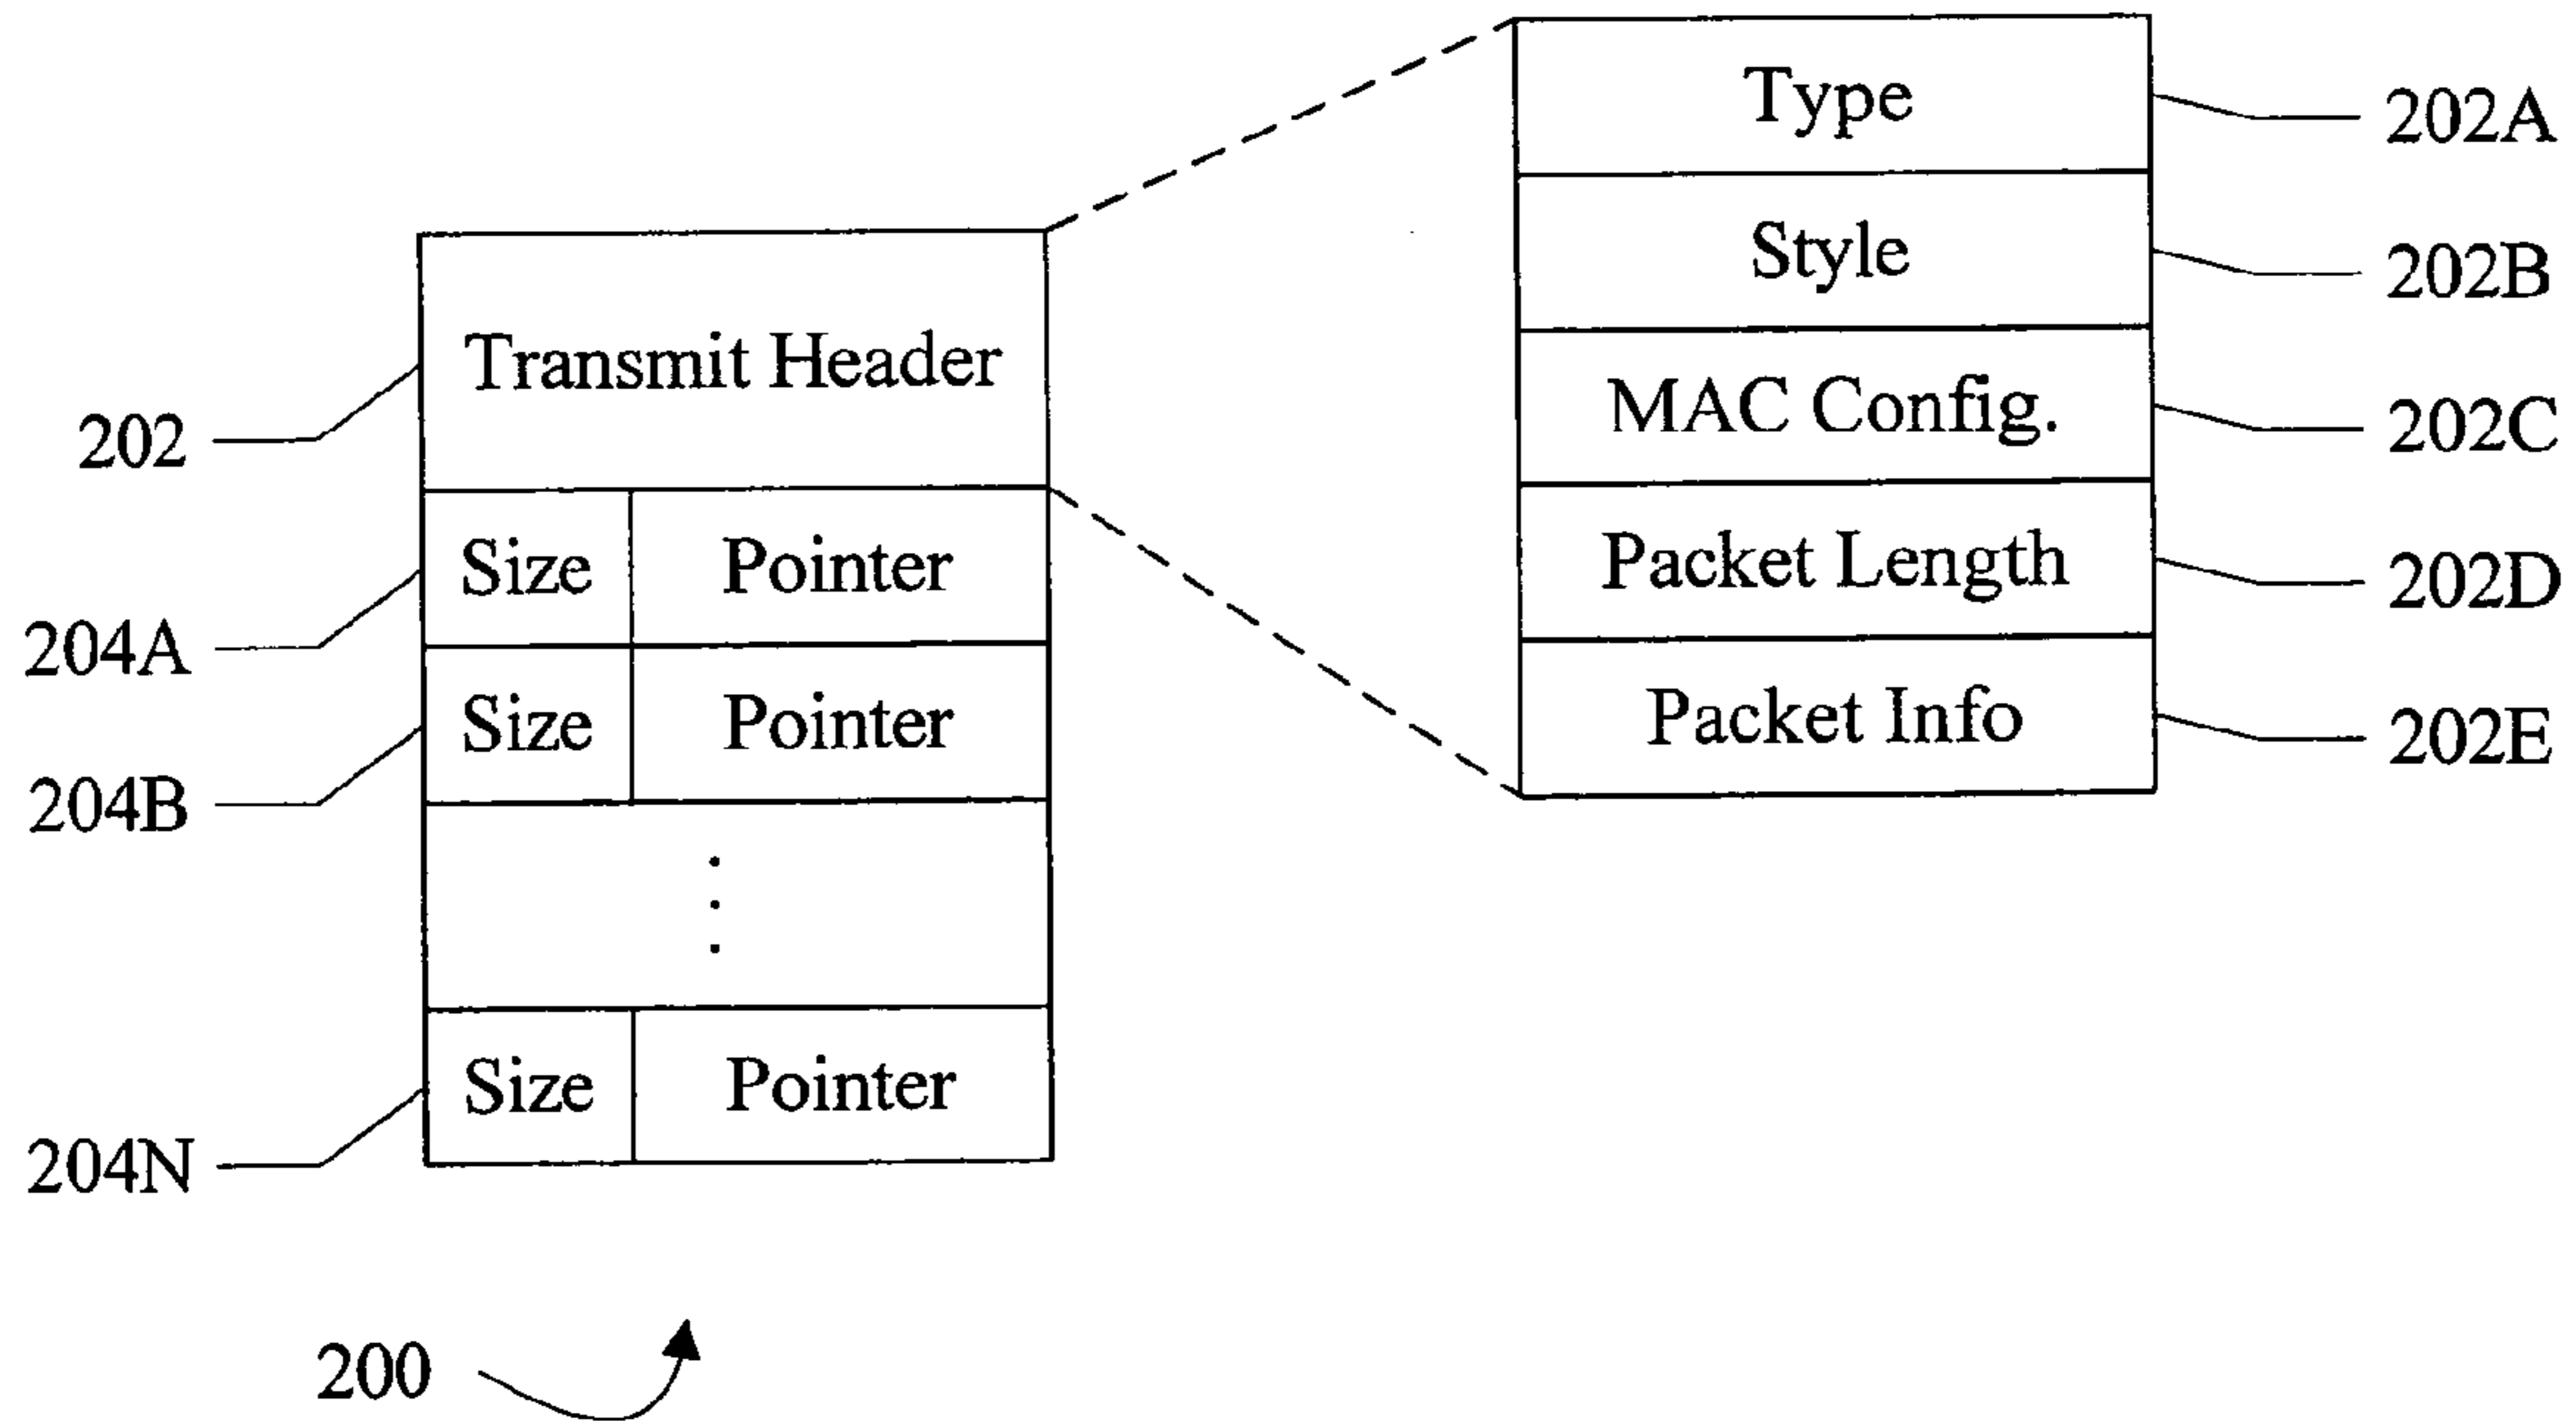 Type
202A
Style
202B
Transmit Header
MAC Config.
202C
202
Size Pointer
Packet Length
202D
204A
Size Pointer
Packet Info
202E
204B
Size Pointer
204N
200